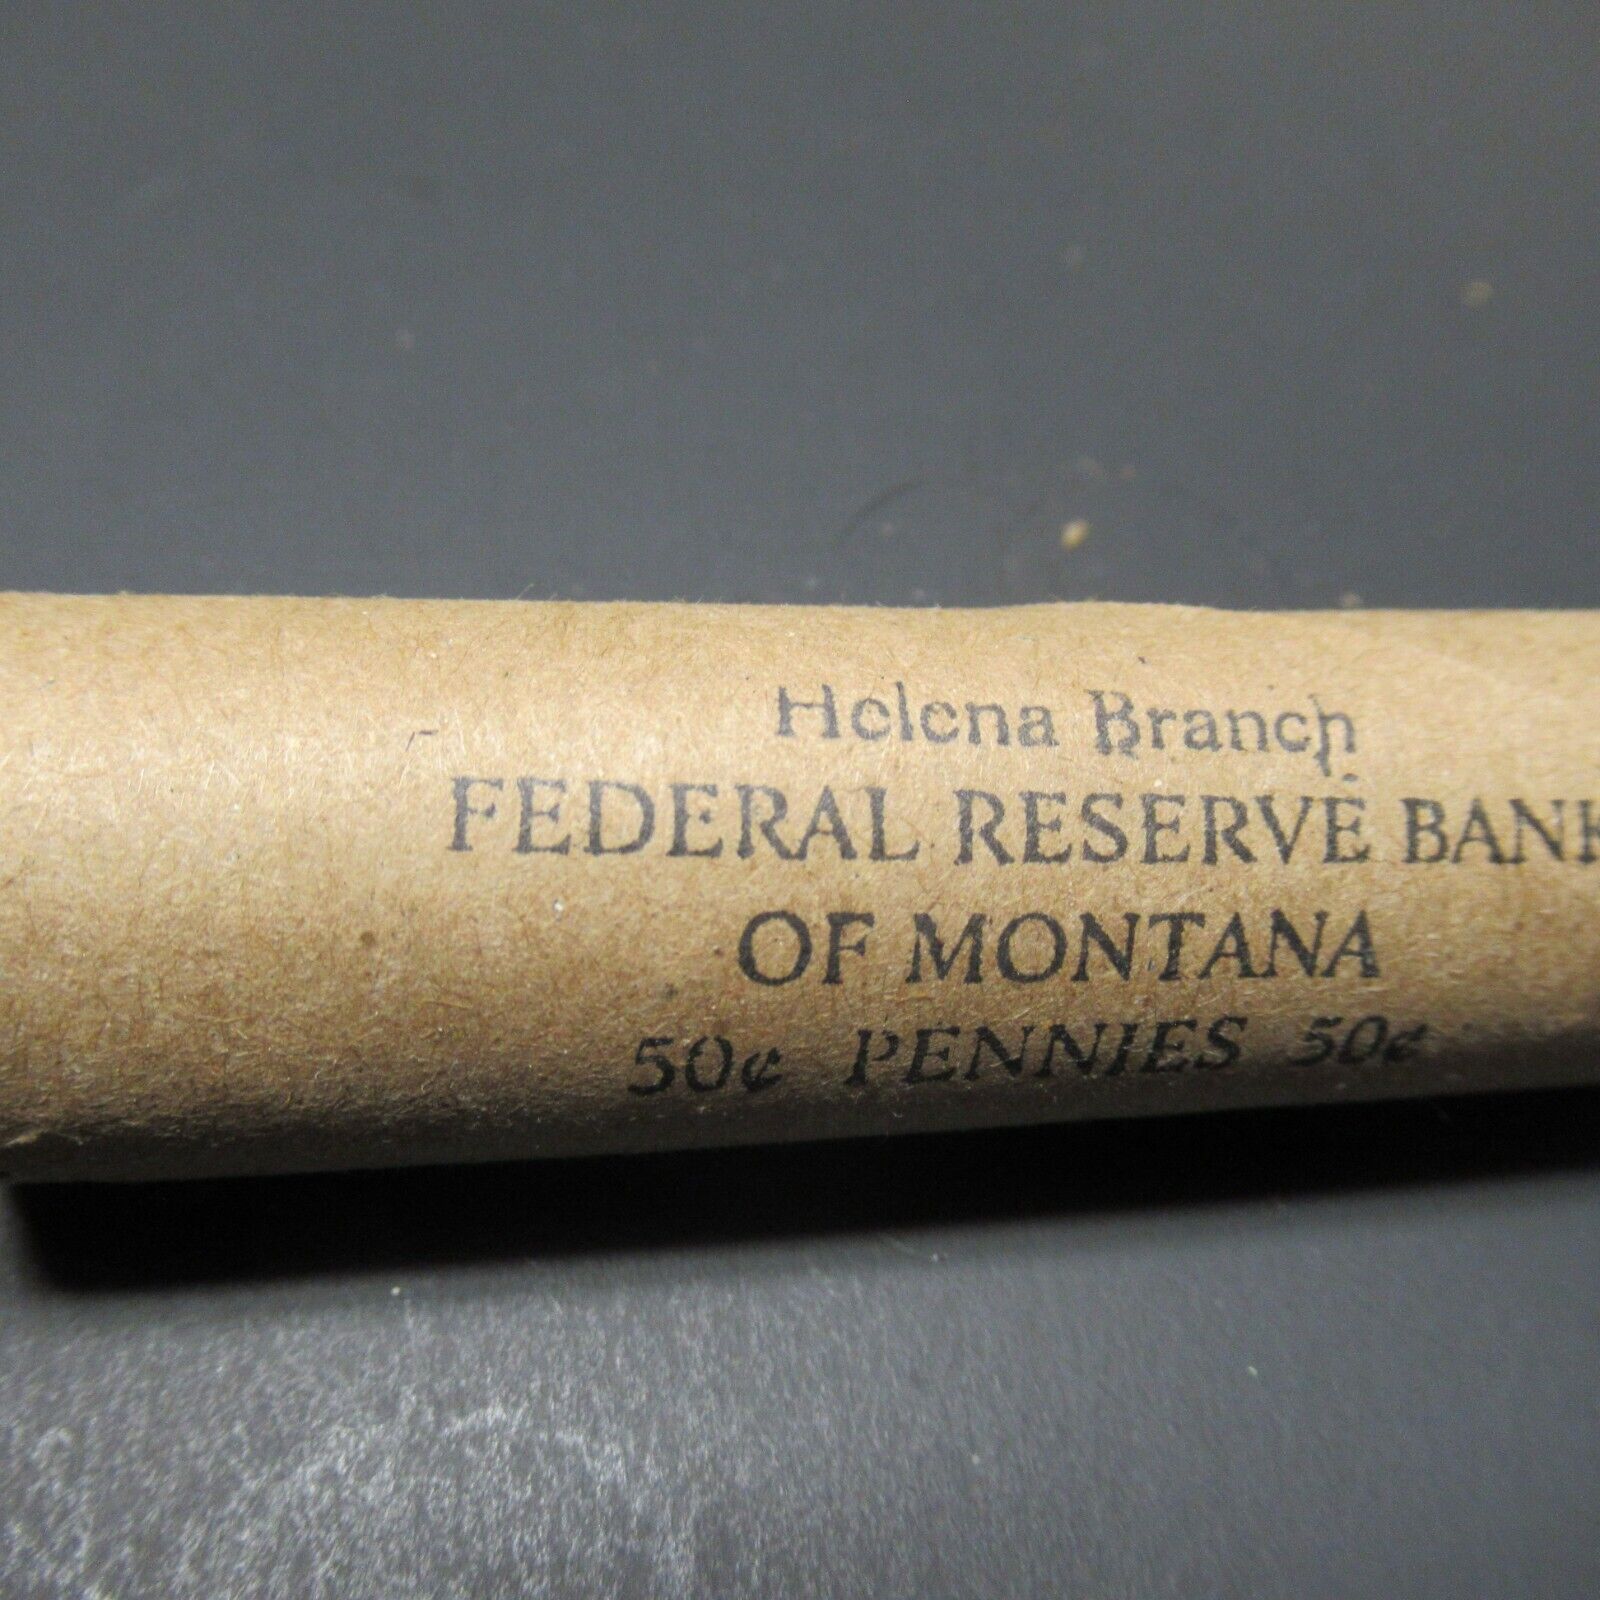 Helena Branch
FEDERAL RESERVE BANK
OF MONTANA
50¢ PENNIES 50¢